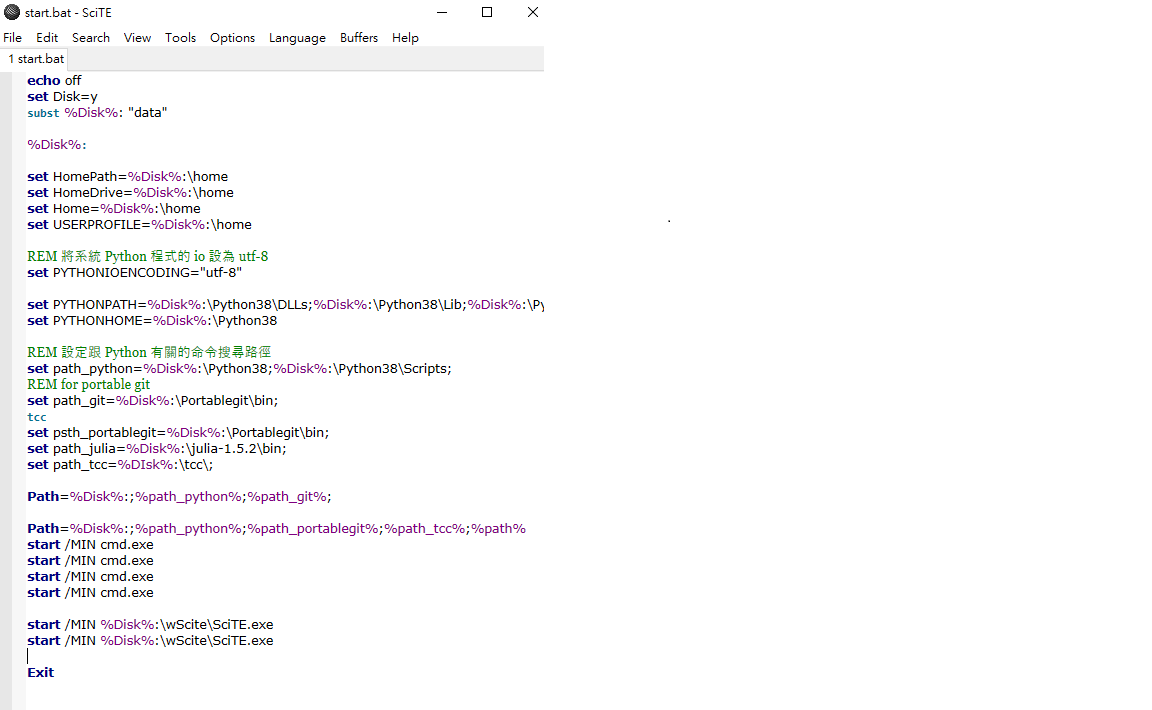 start.bat - SciTE
File Edit Search View Tools Options Language Buffers Help
1 start.bat
echo off
set Disk=y
subst %Disk%: "data"
%Disk%:
set HomePath=%Disk%:\home
set HomeDrive=%Disk%:\home
set Home=%Disk%:\home
set USERPROFILE=%Disk%:\home
REM 將系統 Python 程式的 io 設為 utf-8
set PYTHONIOENCODING="utf-8"
set PYTHONPATH=%Disk%:\Python38\DLLs;%Disk%:\Python38\Lib;%Disk%:\Py
set PYTHONHOME=%Disk%:\Python38
REM 設定跟 Python 有關的命令搜尋路徑
set path_python=%Disk%:\Python38;%Disk%:\Python38\Scripts;
REM for portable git
set path_git=%Disk%:\Portablegit\bin;
tcc
set psth_portablegit=%Disk%:\Portablegit\bin;
set path_julia=%Disk%:\julia-1.5.2\bin;
set path_tcc=%DIsk%:\tcc\;
Path=%Disk%:;%path_python%;%path_git%;
Path=%Disk%:;%path_python%;%path_portablegit%;%path_tcc%;%path%
start /MIN cmd.exe
start /MIN cmd.exe
start /MIN cmd.exe
start /MIN cmd.exe
start /MIN %Disk%:\wScite\SciTE.exe
start /MIN %Disk%:\wScite\SciTE.exe
Exit